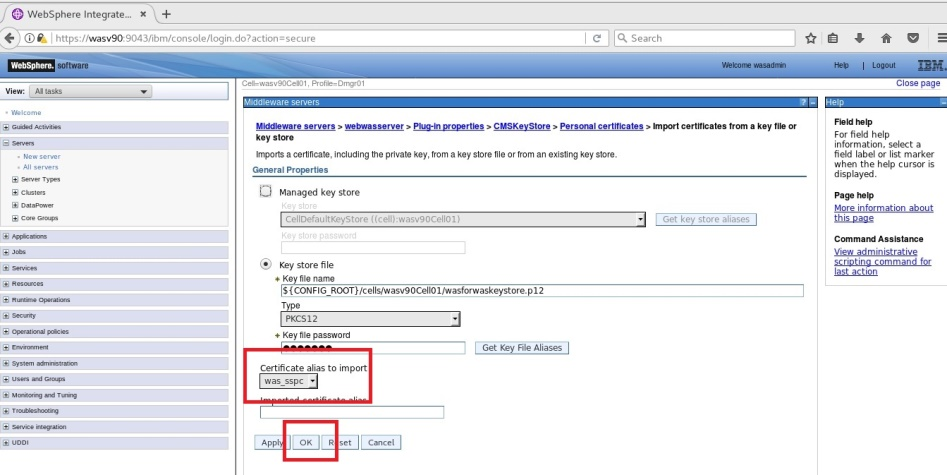 WebSphere Integrate...
https://wasv90:9043/ibm/console/login.do?action=secure
Search
WebSphere. software
Welcome wasadmin
Help | Logout
IBM.
View: All tasks
Cell=wasv90Cell01, Profile=Dmgr01
Close page
Welcome
Guided Activities
Servers
New server
All servers
Server Types
Clusters
DataPower
Core Groups
Applications
Jobs
Services
Resources
Runtime Operations
Security
Operational policies
Environment
System administration
Users and Groups
Monitoring and Tuning
Troubleshooting
Service integration
UDDI
Middleware servers
Middleware servers > webwasserver > Plug-in properties > CMSKeyStore > Personal certificates > Import certificates from a key file or
key store
Imports a certificate, including the private key, from a key store file or from an existing key store.
General Properties
Managed key store
Key store
CellDefaultKeyStore ((cell):wasv90Cell01)
Get key store aliases
Key store password
Key store file
Key file name
${CONFIG_ROOT}/cells/wasv90Cell01/wasforwaskeystore.p12
Type
PKCS12
Key file password
Get Key File Aliases
Certificate alias to import
was_sspc
Imported certificate alias
Apply OK Reset Cancel
Help
Field help
For field help
information, select a
field label or list marker
when the help cursor is
displayed.
Page help
More information about
this page
Command Assistance
View administrative
scripting command for
last action